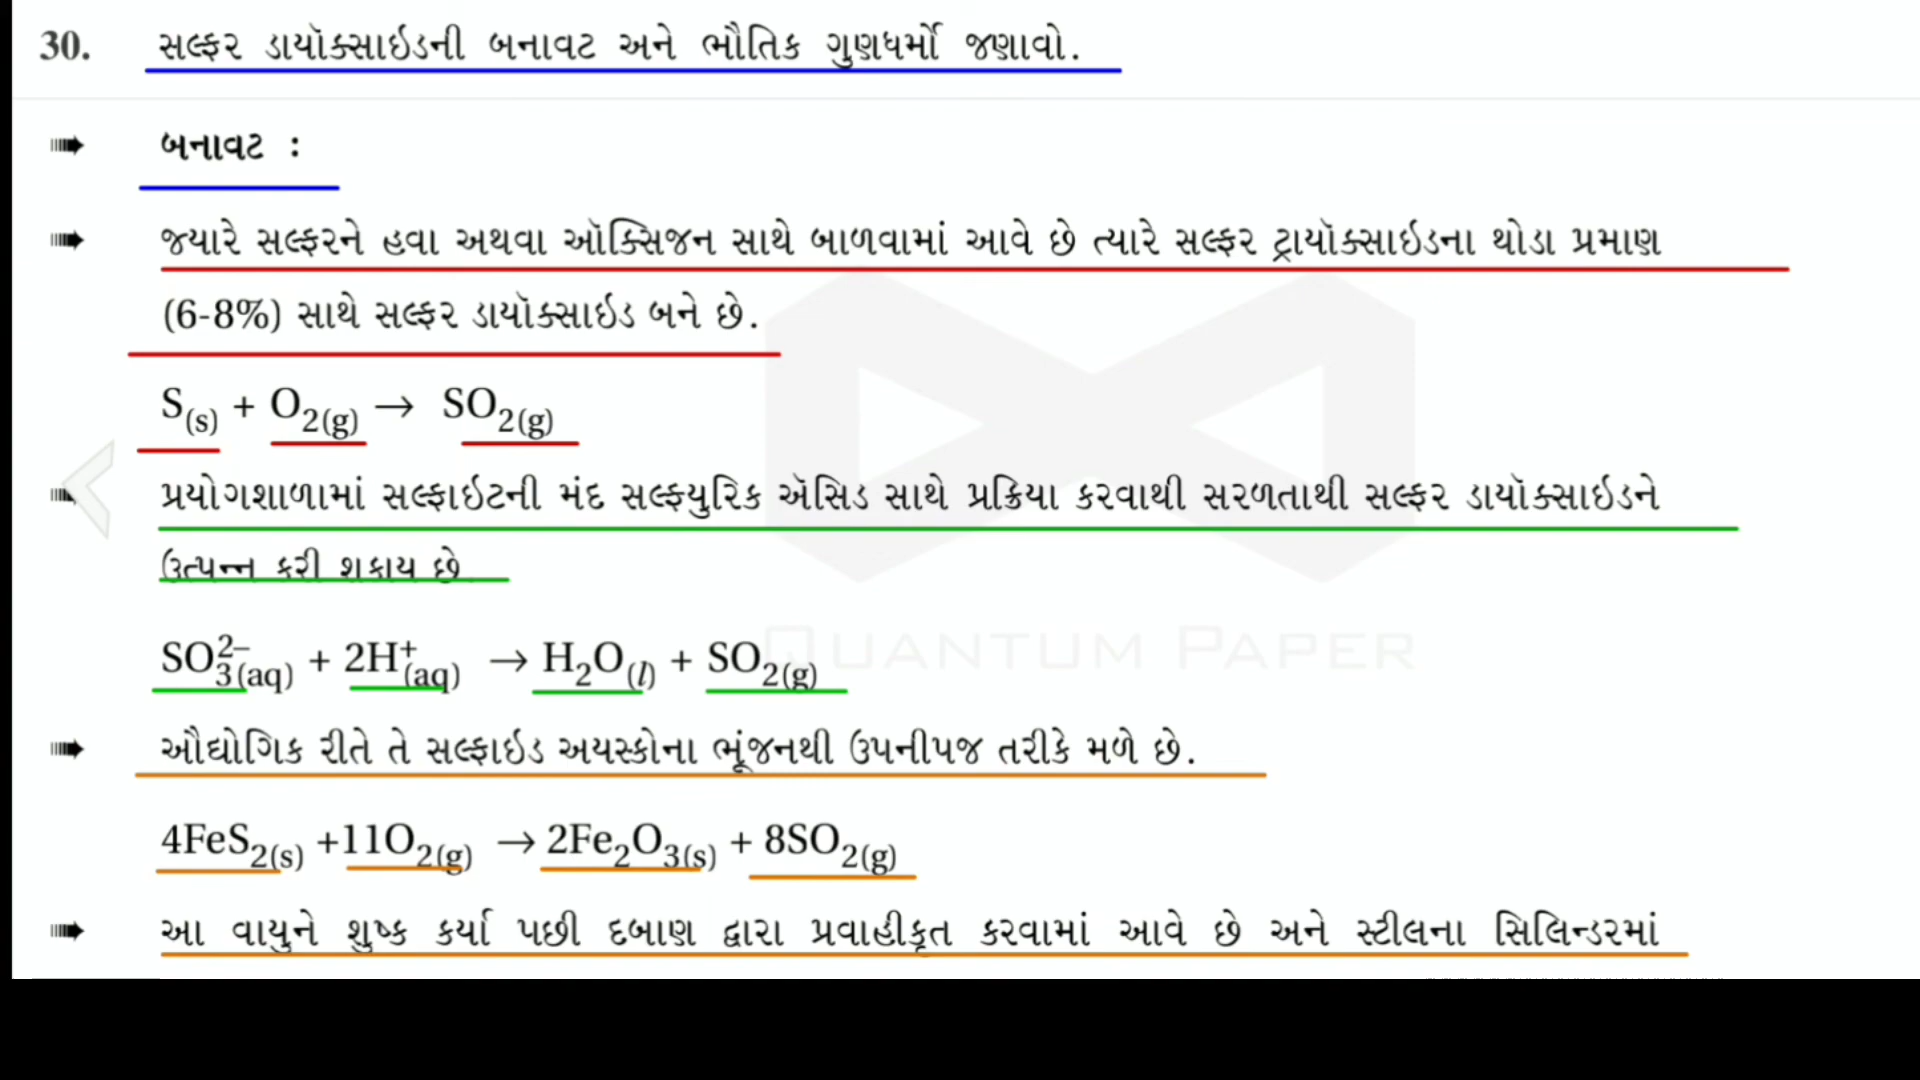 30. સલ્ફર ડાયૉક્સાઇડની બનાવટ અને ભૌતિક ગુણધર્મો જણાવો.
બનાવટ :
જયારે સલ્ફરને હવા અથવા ઑક્સિજન સાથે બાળવામાં આવે છે ત્યારે સલ્ફર ટ્રાયૉક્સાઇડના થોડા પ્રમાણ
(6-8%) સાથે સલ્ફર ડાયૉક્સાઇડ બને છે.
S(s) + O2(g) → SO2(g)
પ્રયોગશાળામાં સલ્ફાઇટની મંદ સલ્ફયુરિક ઍસિડ સાથે પ્રક્રિયા કરવાથી સરળતાથી સલ્ફર ડાયૉક્સાઇડને
ઉત્પન્ન કરી શકાય છે
SO3^2–(aq) + 2H^+(aq) → H2O(l) + SO2(g)
QUANTUM PAPER
ઔદ્યોગિક રીતે તે સલ્ફાઇડ અયસ્કોના ભૂંજનથી ઉપનીપજ તરીકે મળે છે.
4FeS2(s) +11O2(g) → 2Fe2O3(s) + 8SO2(g)
આ વાયુને શુષ્ક કર્યા પછી દબાણ દ્વારા પ્રવાહીકૃત કરવામાં આવે છે અને સ્ટીલના સિલિન્ડરમાં